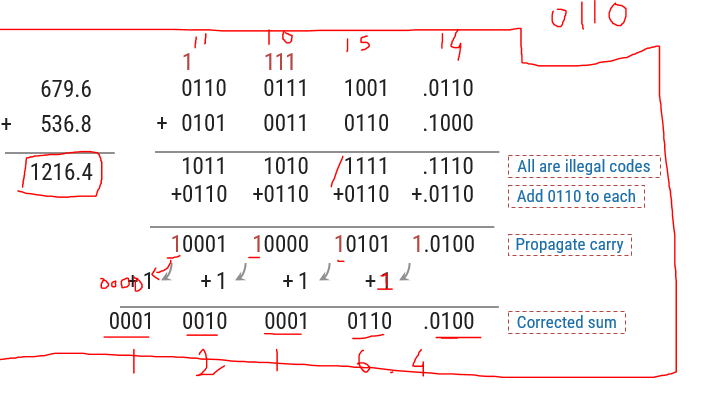 0110
11 10 15 14
1 111
679.6 0110 0111 1001 .0110
+ 536.8 + 0101 0011 0110 .1000
1216.4 1011 1010 1111 .1110 All are illegal codes
+0110 +0110 +0110 +.0110 Add 0110 to each
10001 10000 10101 1.0100 Propagate carry
0000 +1 +1 +1 +1
0001 0010 0001 0110 .0100 Corrected sum
1 2 1 6 . 4